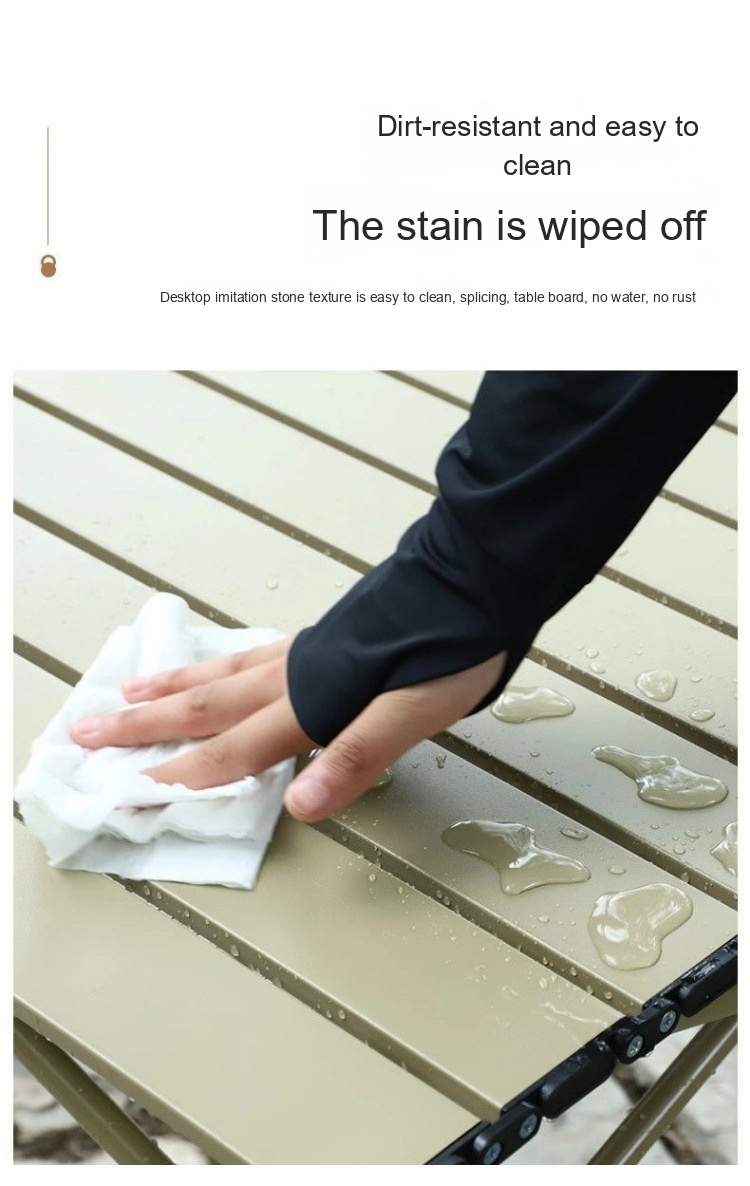 Dirt-resistant and easy to
clean
The stain is wiped off
Desktop imitation stone texture is easy to clean, splicing, table board, no water, no rust